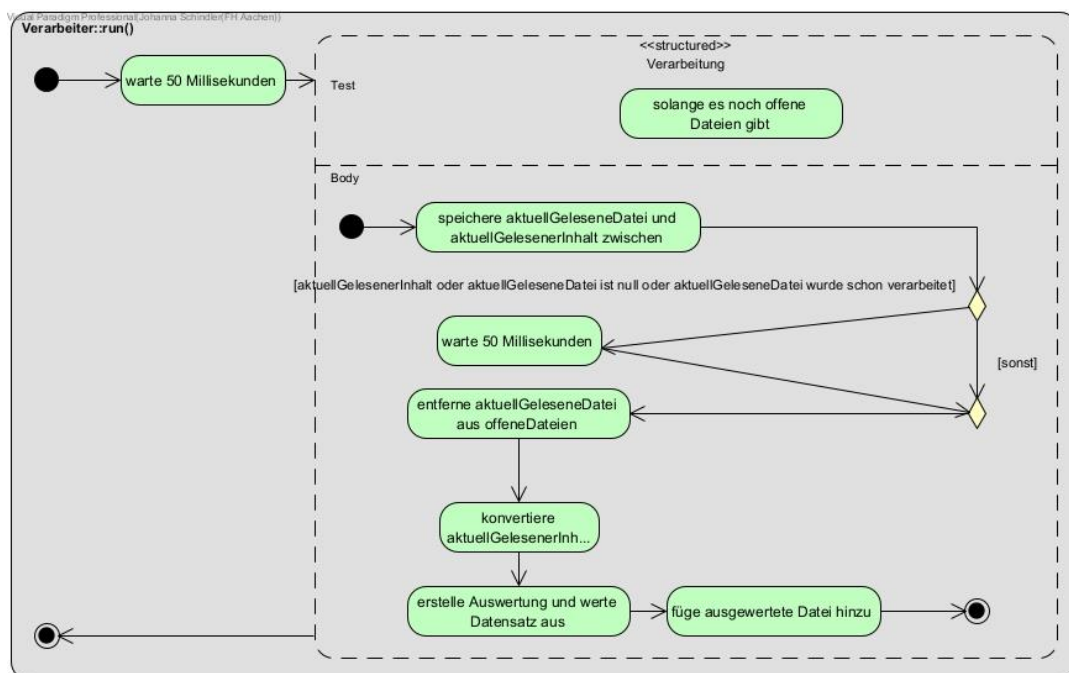 Visual Paradigm Professional(Johanna Schindler(FH Aachen))
Verarbeiter::run()
<<structured>>
Verarbeitung
warte 50 Millisekunden
Test
solange es noch offene
Dateien gibt
Body
speichere aktuellGeleseneDatei und
aktuellGelesenerInhalt zwischen
[aktuellGelesenerInhalt oder aktuellGeleseneDatei ist null oder aktuellGeleseneDatei wurde schon verarbeitet]
warte 50 Millisekunden
[sonst]
entferne aktuellGeleseneDatei
aus offeneDateien
konvertiere
aktuellGelesenerInh...
erstelle Auswertung und werte
Datensatz aus
füge ausgewertete Datei hinzu